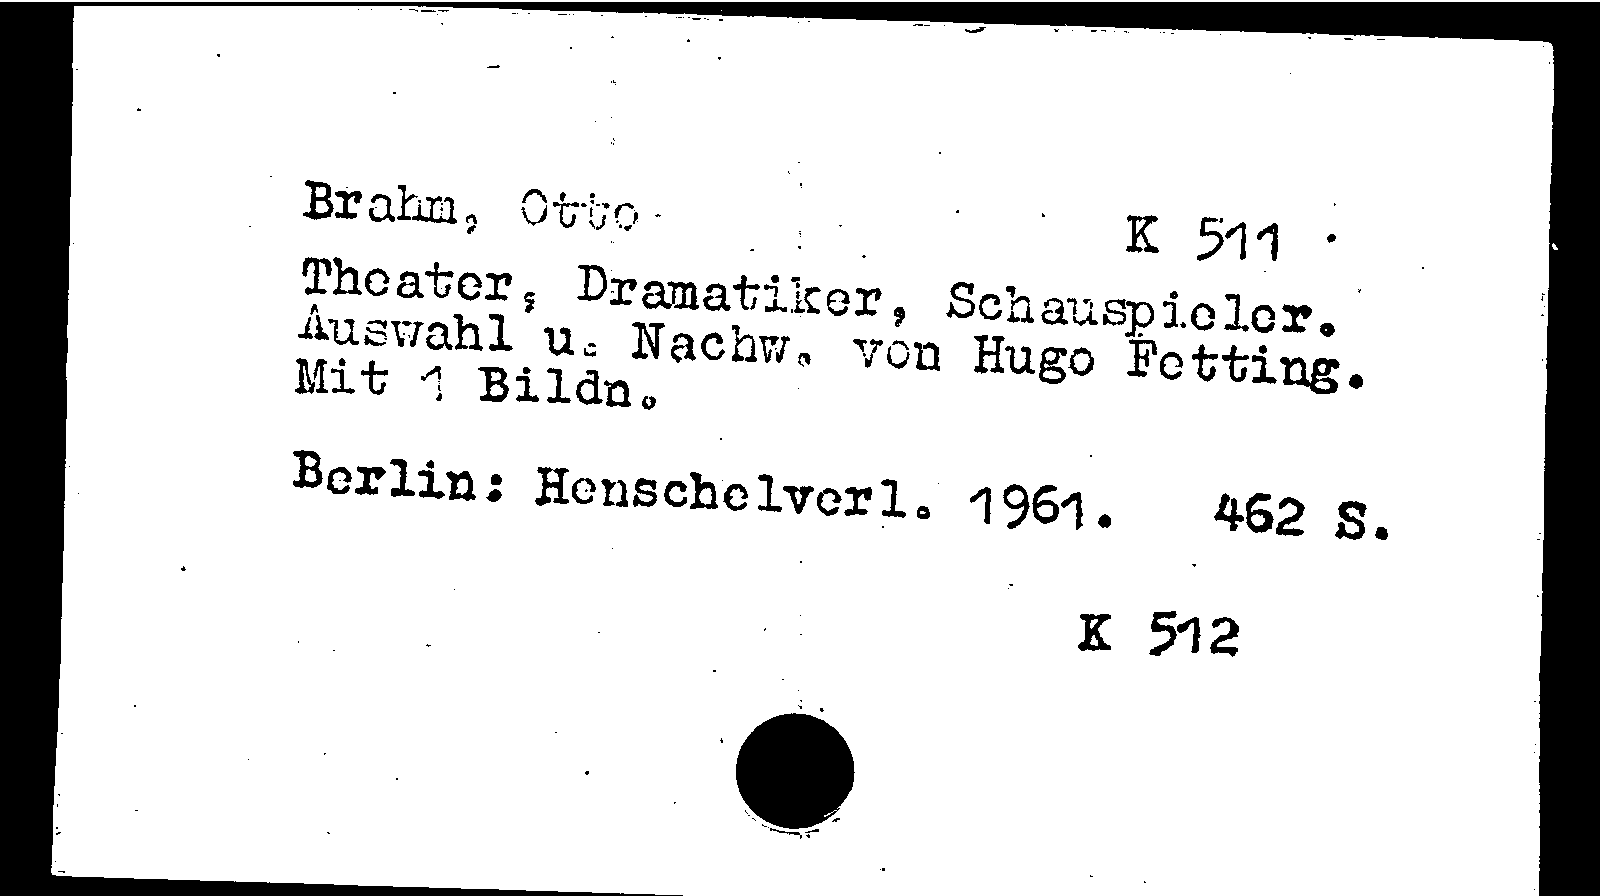 Brahm, Otto
K 511
Theater, Dramatiker, Schauspieler.
Auswahl u. Nachw. von Hugo Fetting.
Mit 1 Bildn.
Berlin: Henschelverl. 1961. 462 S.
K 512